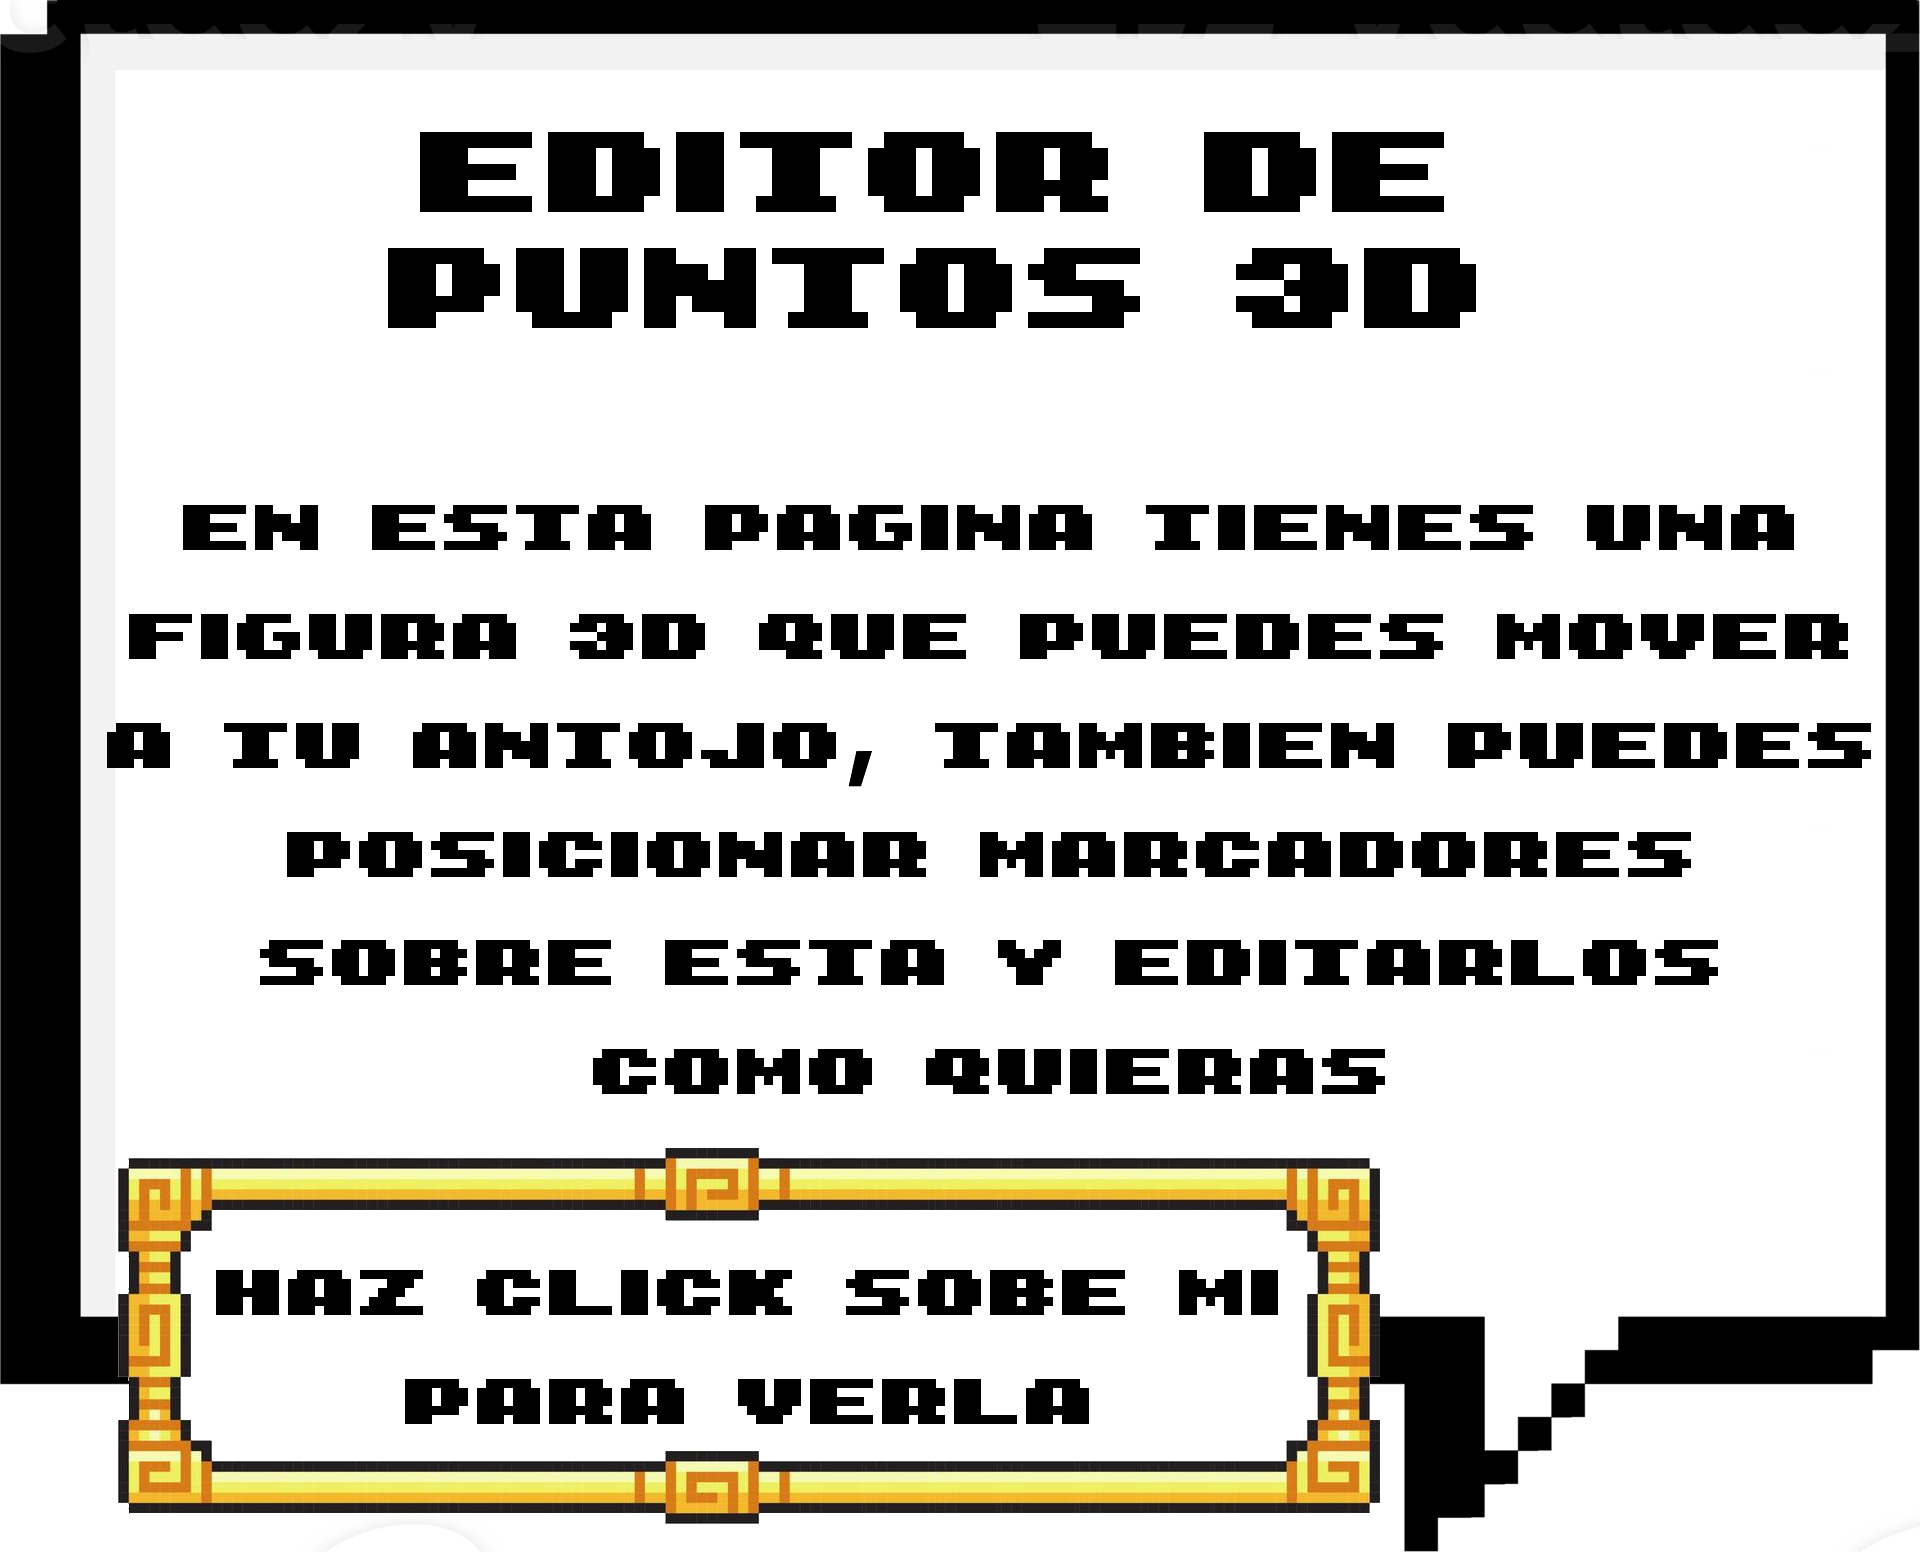 EDITOR DE
PUNTOS 3D
EN ESTA PAGINA TIENES UNA
FIGURA 3D QUE PUEDES MOVER
A TU ANTOJO, TAMBIEN PUEDES
POSICIONAR MARCADORES
SOBRE ESTA Y EDITARLOS
COMO QUIERAS
HAZ CLICK SOBE MI
PARA VERLA